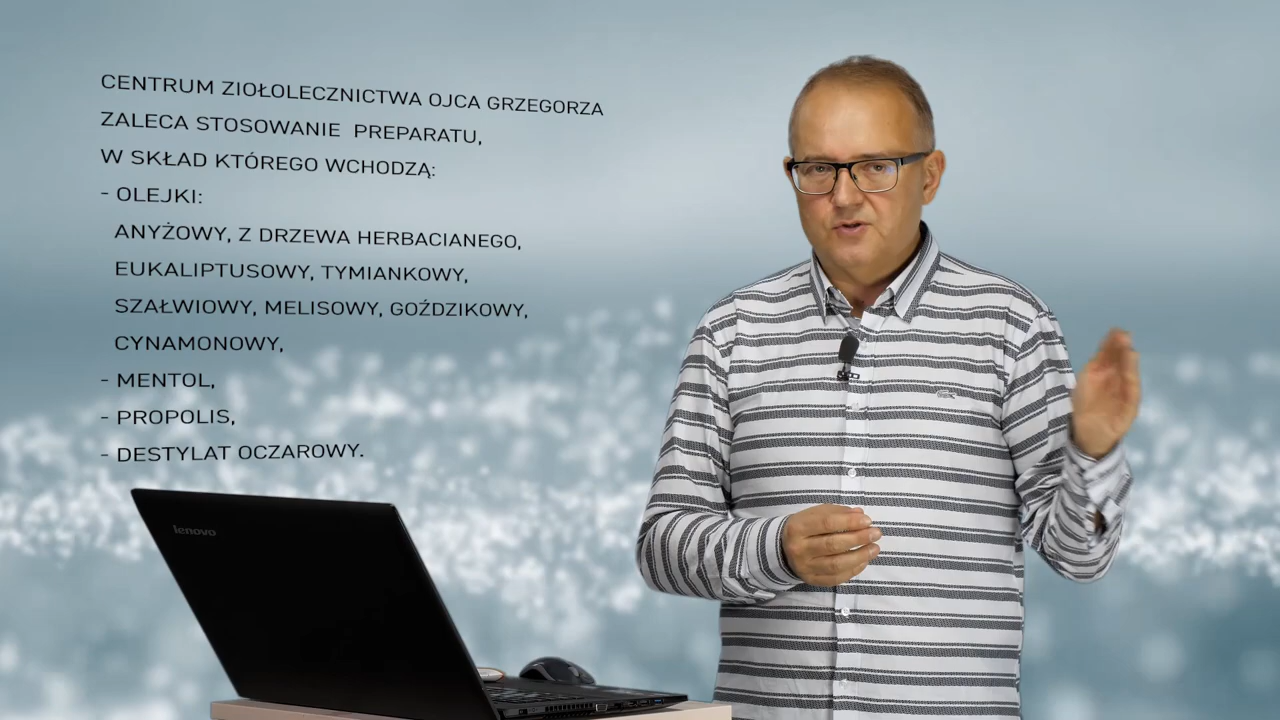 CENTRUM ZIOŁOLECZNICTWA OJCA GRZEGORZA
ZALECA STOSOWANIE PREPARATU,
W SKŁAD KTÓREGO WCHODZĄ:
- OLEJKI:
ANYŻOWY, Z DRZEWA HERBACIANEGO,
EUKALIPTUSOWY, TYMIANKOWY,
SZAŁWIOWY, MELISOWY, GOŹDZIKOWY,
CYNAMONOWY,
- MENTOL,
- PROPOLIS,
- DESTYLAT OCZAROWY.
lenovo